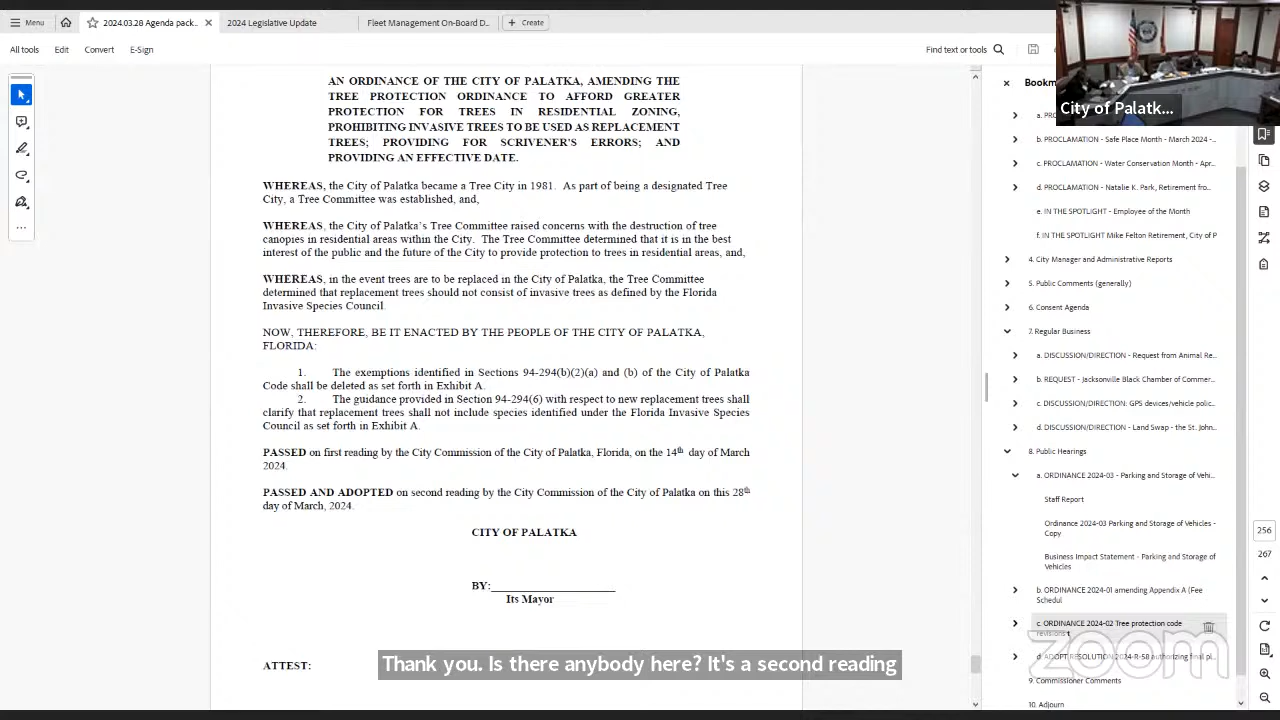 Menu
2024.03.28 Agenda pack...
2024 Legislative Update
Fleet Management On-Board D...
Create
All tools
Edit
Convert
E-Sign
Find text or tools
AN ORDINANCE OF THE CITY OF PALATKA, AMENDING THE
TREE PROTECTION ORDINANCE TO AFFORD GREATER
PROTECTION FOR TREES IN RESIDENTIAL ZONING,
PROHIBITING INVASIVE TREES TO BE USED AS REPLACEMENT
TREES; PROVIDING FOR SCRIVENER'S ERRORS; AND
PROVIDING AN EFFECTIVE DATE.
WHEREAS, the City of Palatka became a Tree City in 1981. As part of being a designated Tree
City, a Tree Committee was established, and,
WHEREAS, the City of Palatka's Tree Committee raised concerns with the destruction of tree
canopies in residential areas within the City. The Tree Committee determined that it is in the best
interest of the public and the future of the City to provide protection to trees in residential areas, and,
WHEREAS, in the event trees are to be replaced in the City of Palatka, the Tree Committee
determined that replacement trees should not consist of invasive trees as defined by the Florida
Invasive Species Council.
NOW, THEREFORE, BE IT ENACTED BY THE PEOPLE OF THE CITY OF PALATKA,
FLORIDA:
1. The exemptions identified in Sections 94-294(b)(2)(a) and (b) of the City of Palatka
Code shall be deleted as set forth in Exhibit A.
2. The guidance provided in Section 94-294(6) with respect to new replacement trees shall
clarify that replacement trees shall not include species identified under the Florida Invasive Species
Council as set forth in Exhibit A.
PASSED on first reading by the City Commission of the City of Palatka, Florida, on the 14th day of March
2024.
PASSED AND ADOPTED on second reading by the City Commission of the City of Palatka on this 28th
day of March, 2024.
CITY OF PALATKA
BY:
Its Mayor
ATTEST:
Thank you. Is there anybody here? It's a second reading
City of Palatk...
Bookm
a. PRO
b. PROCLAMATION - Safe Place Month - March 2024 -...
c. PROCLAMATION - Water Conservation Month - Apr...
d. PROCLAMATION - Natalie K. Park, Retirement fro...
e. IN THE SPOTLIGHT - Employee of the Month
f. IN THE SPOTLIGHT Mike Felton Retirement, City of P
4. City Manager and Administrative Reports
5. Public Comments (generally)
6. Consent Agenda
7. Regular Business
a. DISCUSSION/DIRECTION - Request from Animal Re...
b. REQUEST - Jacksonville Black Chamber of Commer...
c. DISCUSSION/DIRECTION: GPS devices/vehicle polic...
d. DISCUSSION/DIRECTION - Land Swap - the St. John...
8. Public Hearings
a. ORDINANCE 2024-03 - Parking and Storage of Vehic...
Staff Report
Ordinance 2024-03 Parking and Storage of Vehicles -
Copy
Business Impact Statement - Parking and Storage of
Vehicles
b. ORDINANCE 2024-01 amending Appendix A (Fee
Schedul
c. ORDINANCE 2024-02 Tree protection code
revisions
d. ADOPT RESOLUTION 2024-R-58 authorizing final pl...
9. Commissioner Comments
10. Adjourn
256
267
zoom